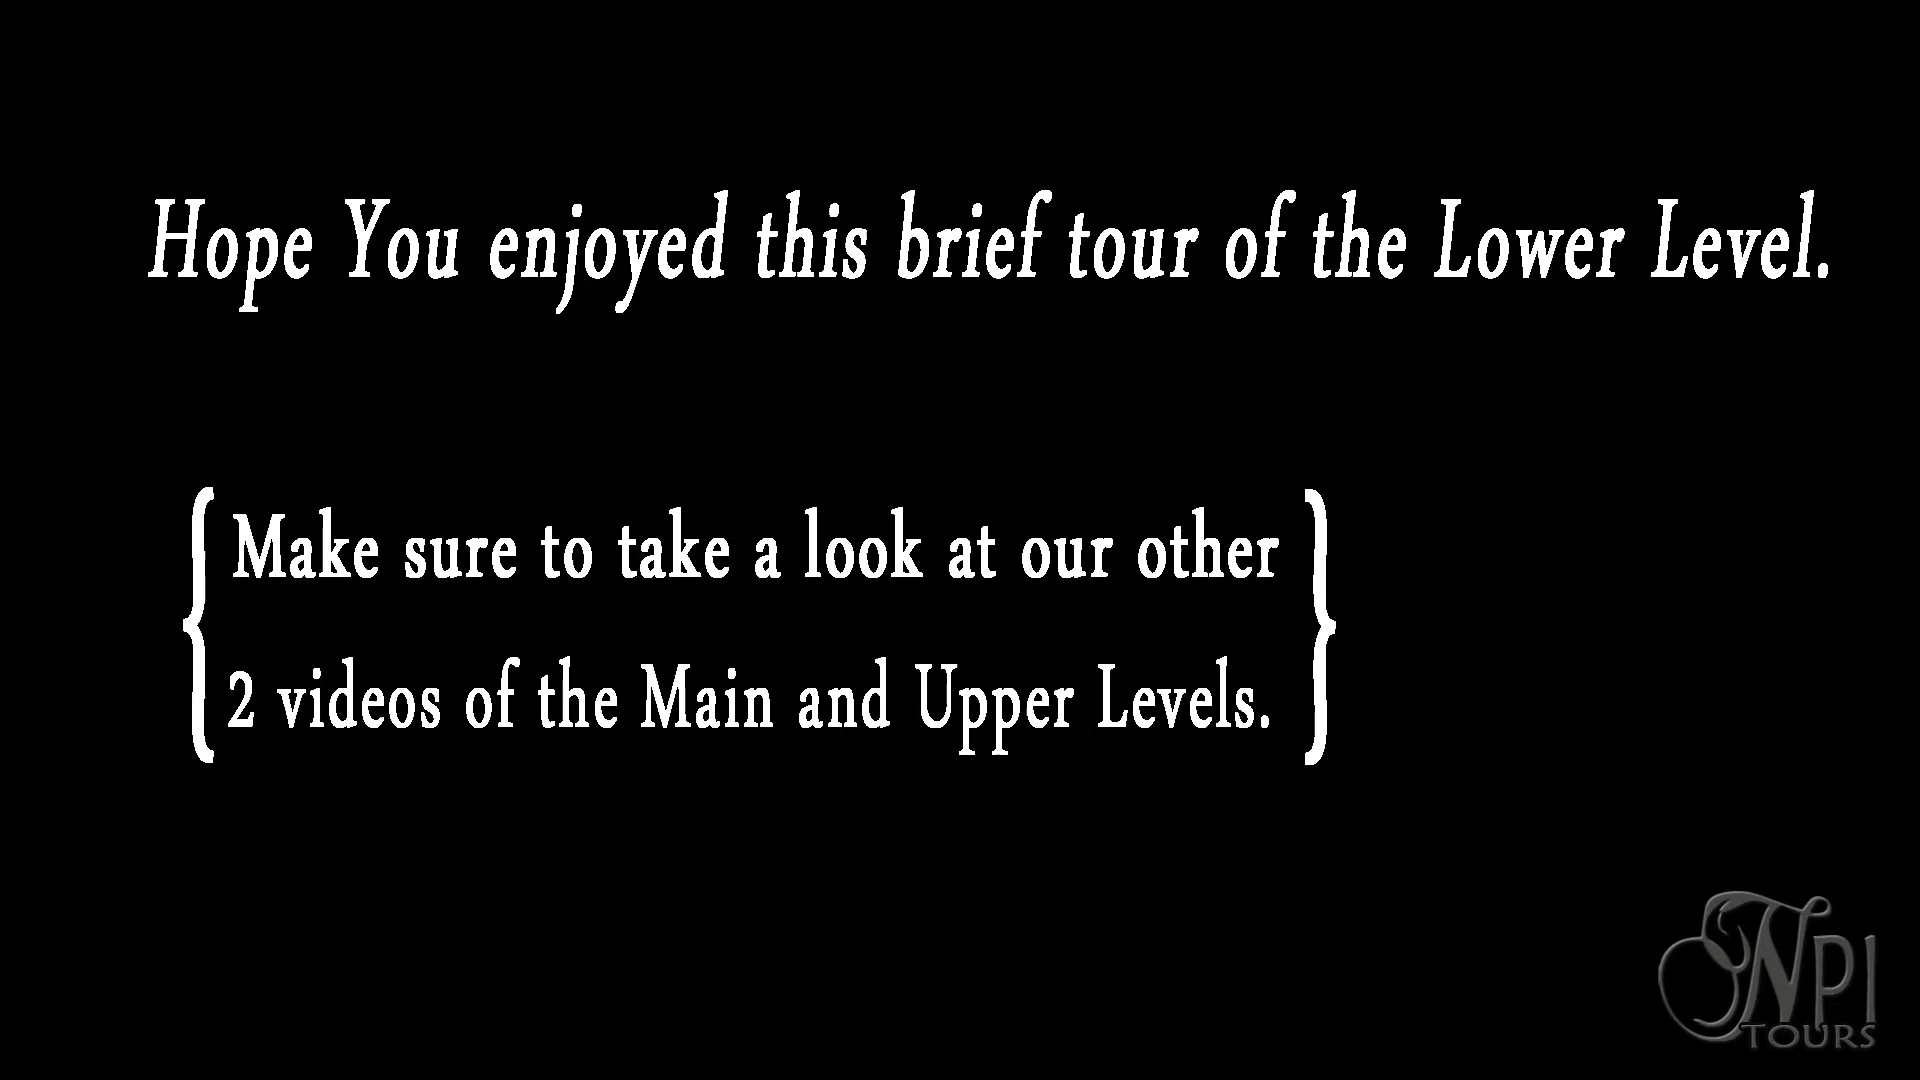 Hope You enjoyed this brief tour of the Lower Level.
{ Make sure to take a look at our other
2 videos of the Main and Upper Levels. }
NPI
TOURS